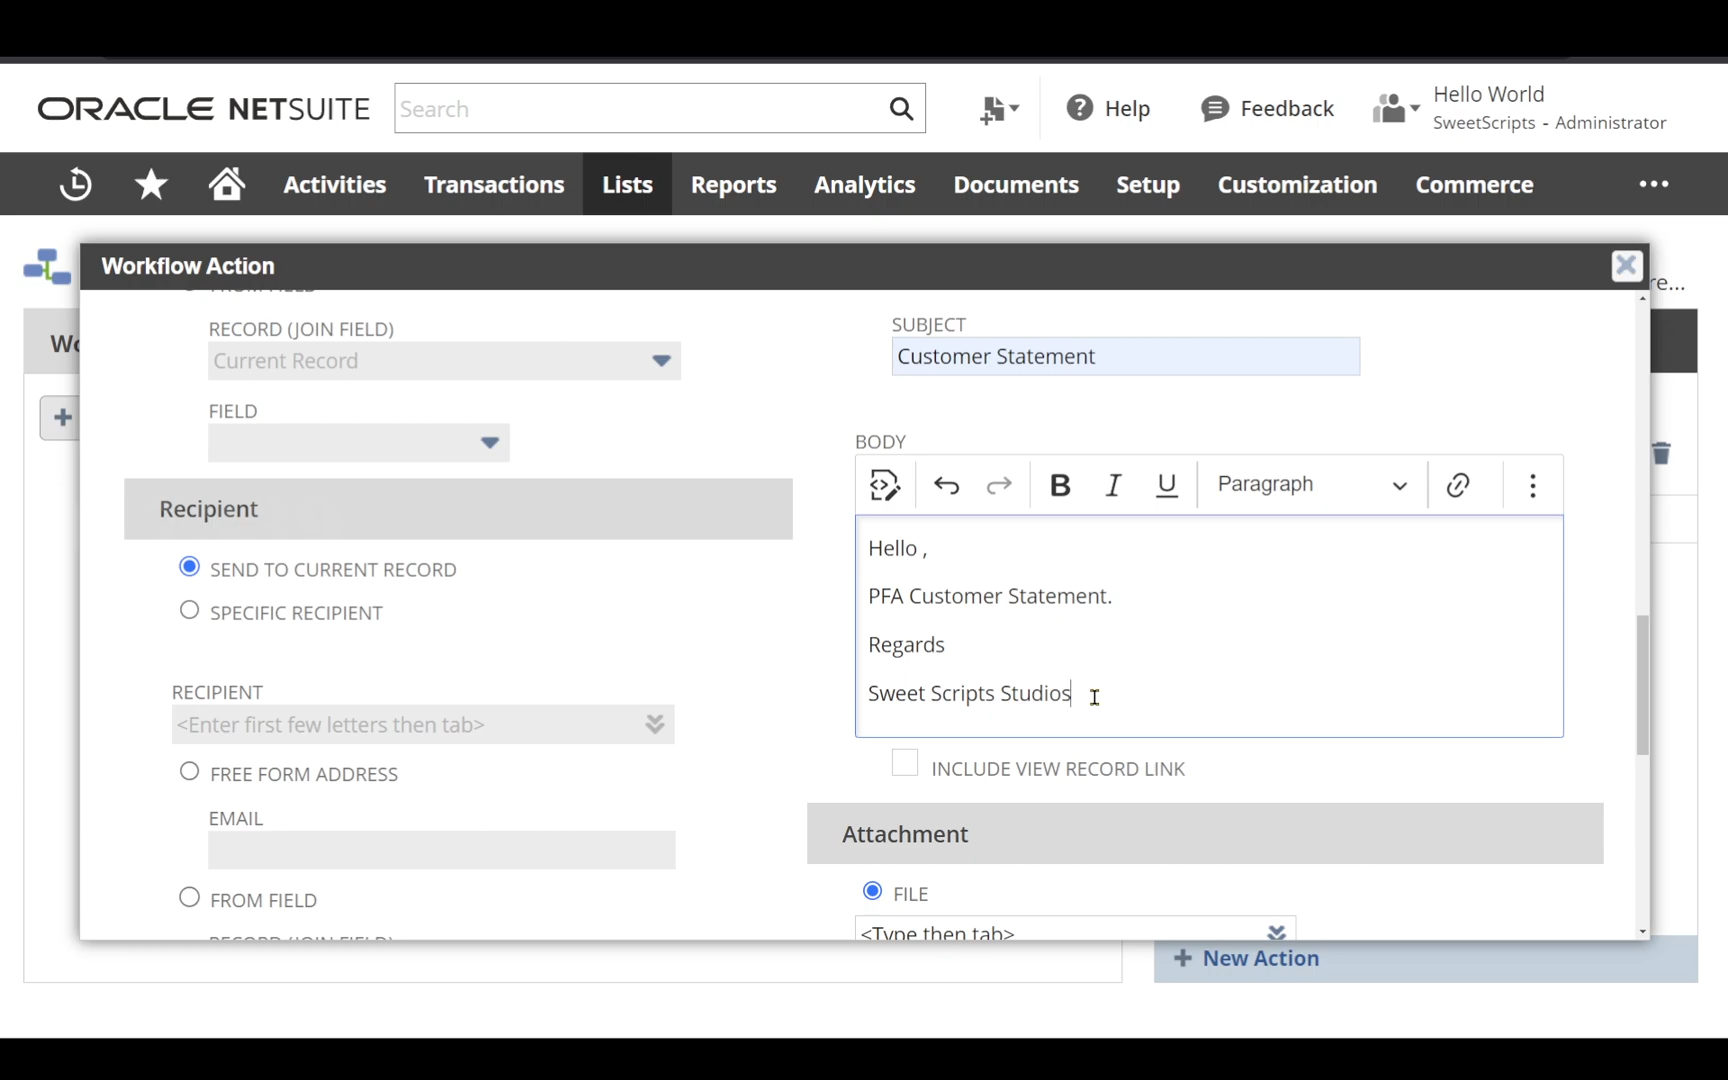 ORACLE NETSUITE
Search
Help
Feedback
Hello World
SweetScripts - Administrator
Activities
Transactions
Lists
Reports
Analytics
Documents
Setup
Customization
Commerce
Workflow Action
re...
Wo
RECORD (JOIN FIELD)
Current Record
FIELD
Recipient
SEND TO CURRENT RECORD
SPECIFIC RECIPIENT
RECIPIENT
<Enter first few letters then tab>
FREE FORM ADDRESS
EMAIL
FROM FIELD
SUBJECT
Customer Statement
BODY
Paragraph
Hello ,
PFA Customer Statement.
Regards
Sweet Scripts Studios
INCLUDE VIEW RECORD LINK
Attachment
FILE
<Type then tab>
New Action